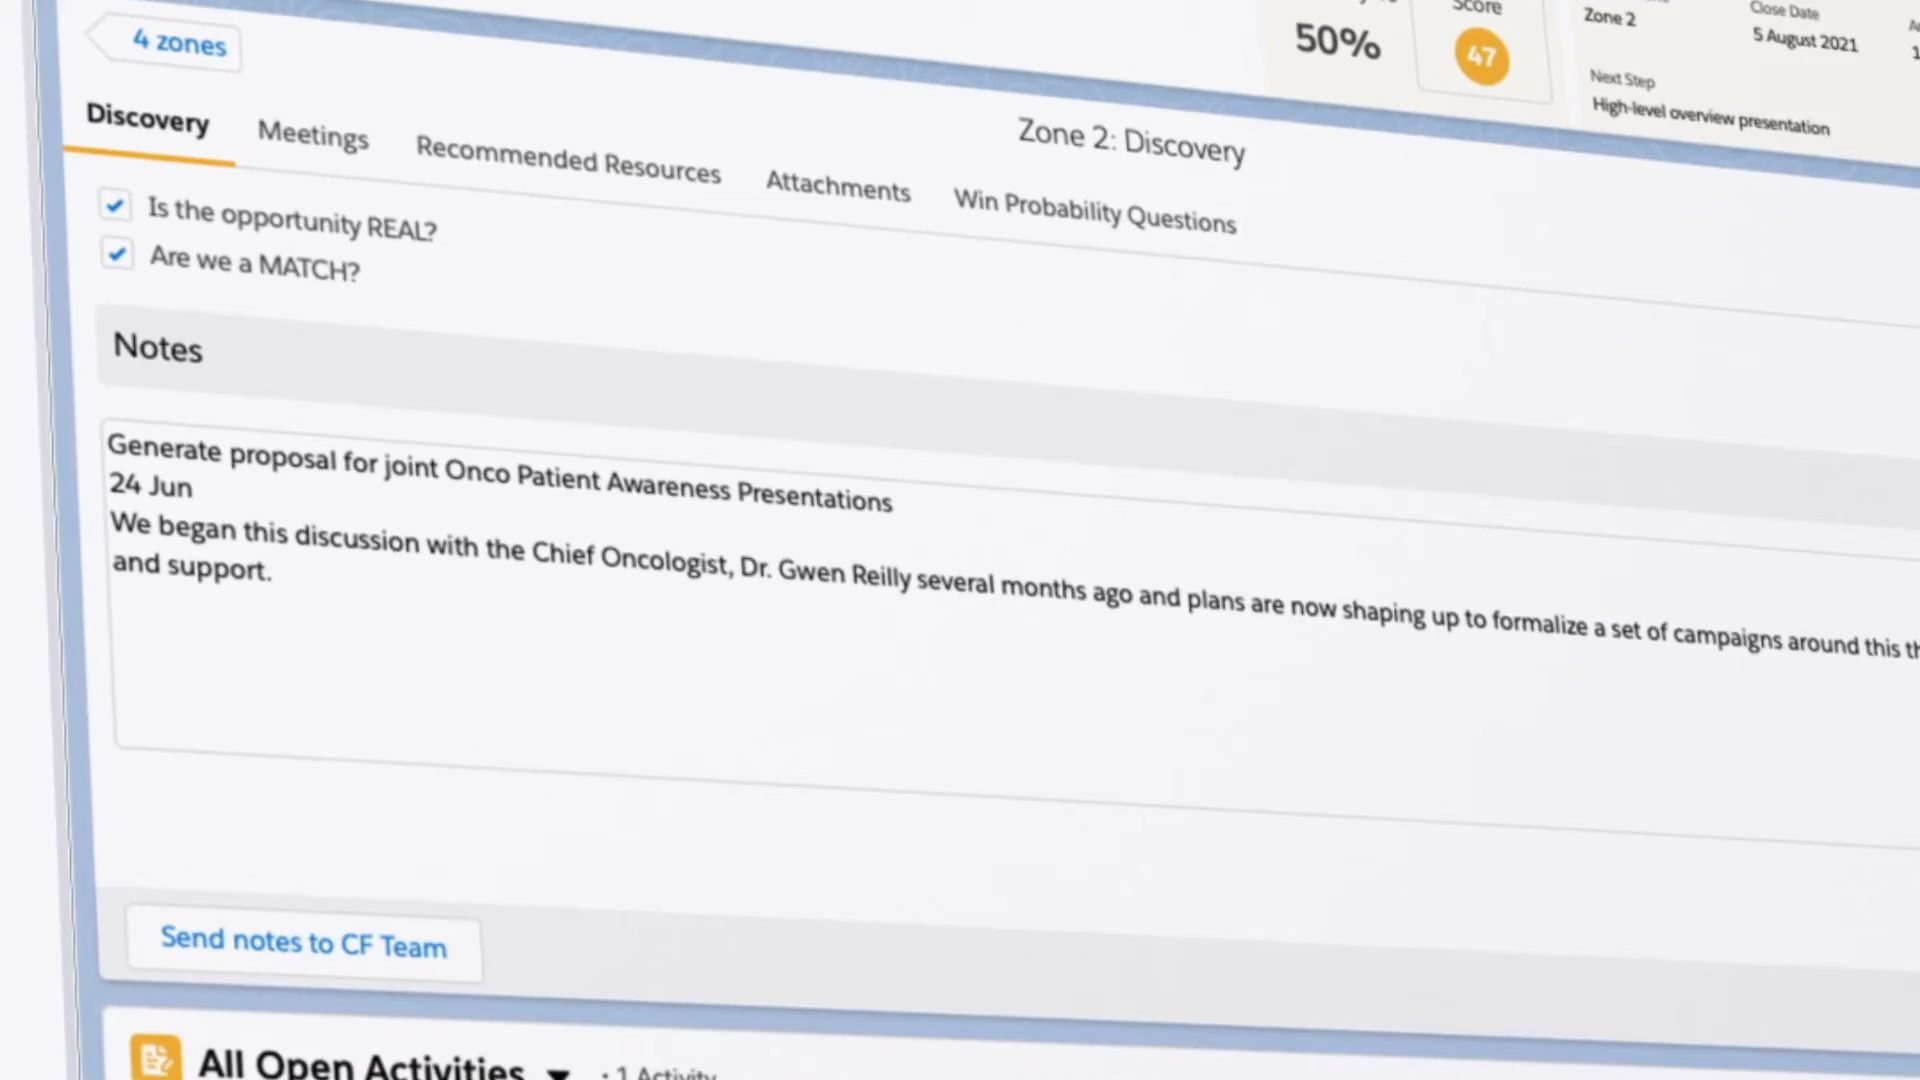 4 zones
50%
Score
47
Zone 2
Close Date
5 August 2021
Next Step
High-level overview presentation
Zone 2: Discovery
Discovery
Meetings
Recommended Resources
Attachments
Win Probability Questions
Is the opportunity REAL?
Are we a MATCH?
Notes
Generate proposal for joint Onco Patient Awareness Presentations
24 Jun
We began this discussion with the Chief Oncologist, Dr. Gwen Reilly several months ago and plans are now shaping up to formalize a set of campaigns around this
and support.
Send notes to CF Team
All Open Activities
· 1 Activity